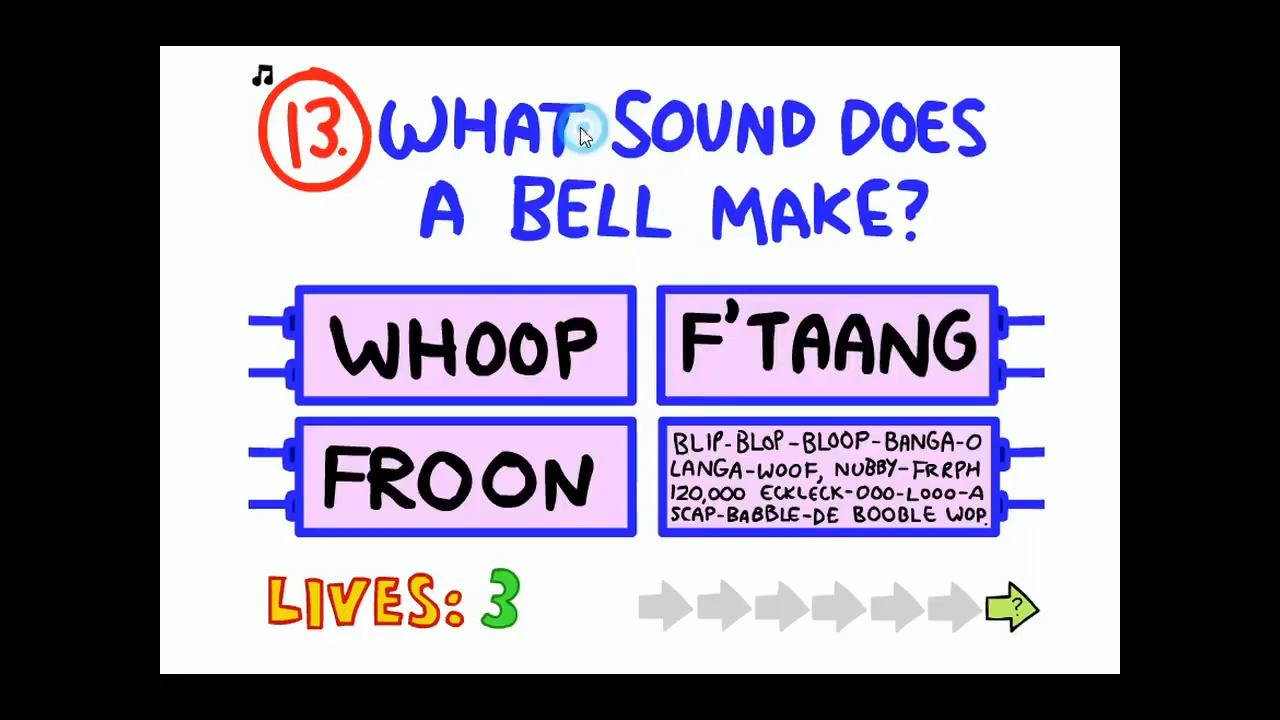 13. WHAT SOUND DOES
A BELL MAKE?
WHOOP
F'TAANG
FROON
BLIP-BLOP-BLOOP-BANGA-O
LANGA-WOOF, NUBBY-FRRPH
120,000 ECKLECK-OOO-LOOO-A
SCAP-BABBLE-DE BOOBLE WOP.
LIVES: 3
?